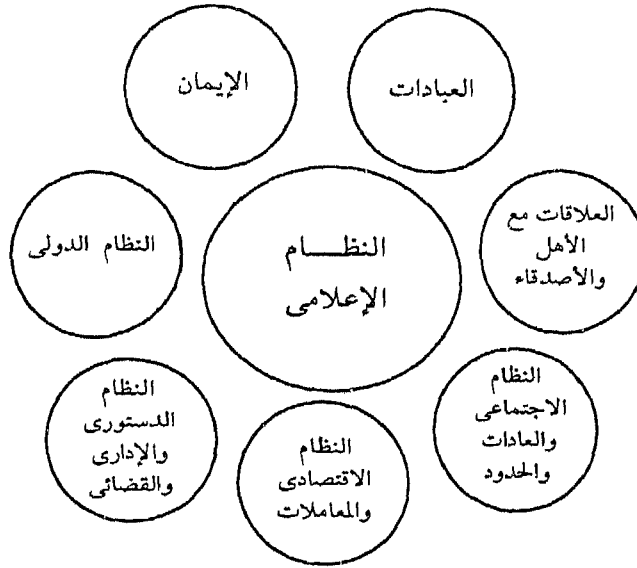 العبادات
الإيمان
العلاقات مع
الأهل
والأصدقاء
النظـــام
الإعلامى
النظام الدولى
النظام
الاجتماعى
والعادات
والحدود
النظام
الاقتصادى
والمعاملات
النظام
الدستورى
والإدارى
والقضائى